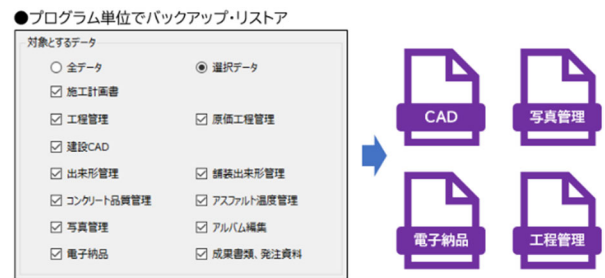 ●プログラム単位でバックアップ・リストア
対象とするデータ
全データ 選択データ
施工計画書
工程管理 原価工程管理
建設CAD
出来形管理 舗装出来形管理
コンクリート品質管理 アスファルト温度管理
写真管理 アルバム編集
電子納品 成果書類、発注資料
CAD 写真管理
電子納品 工程管理